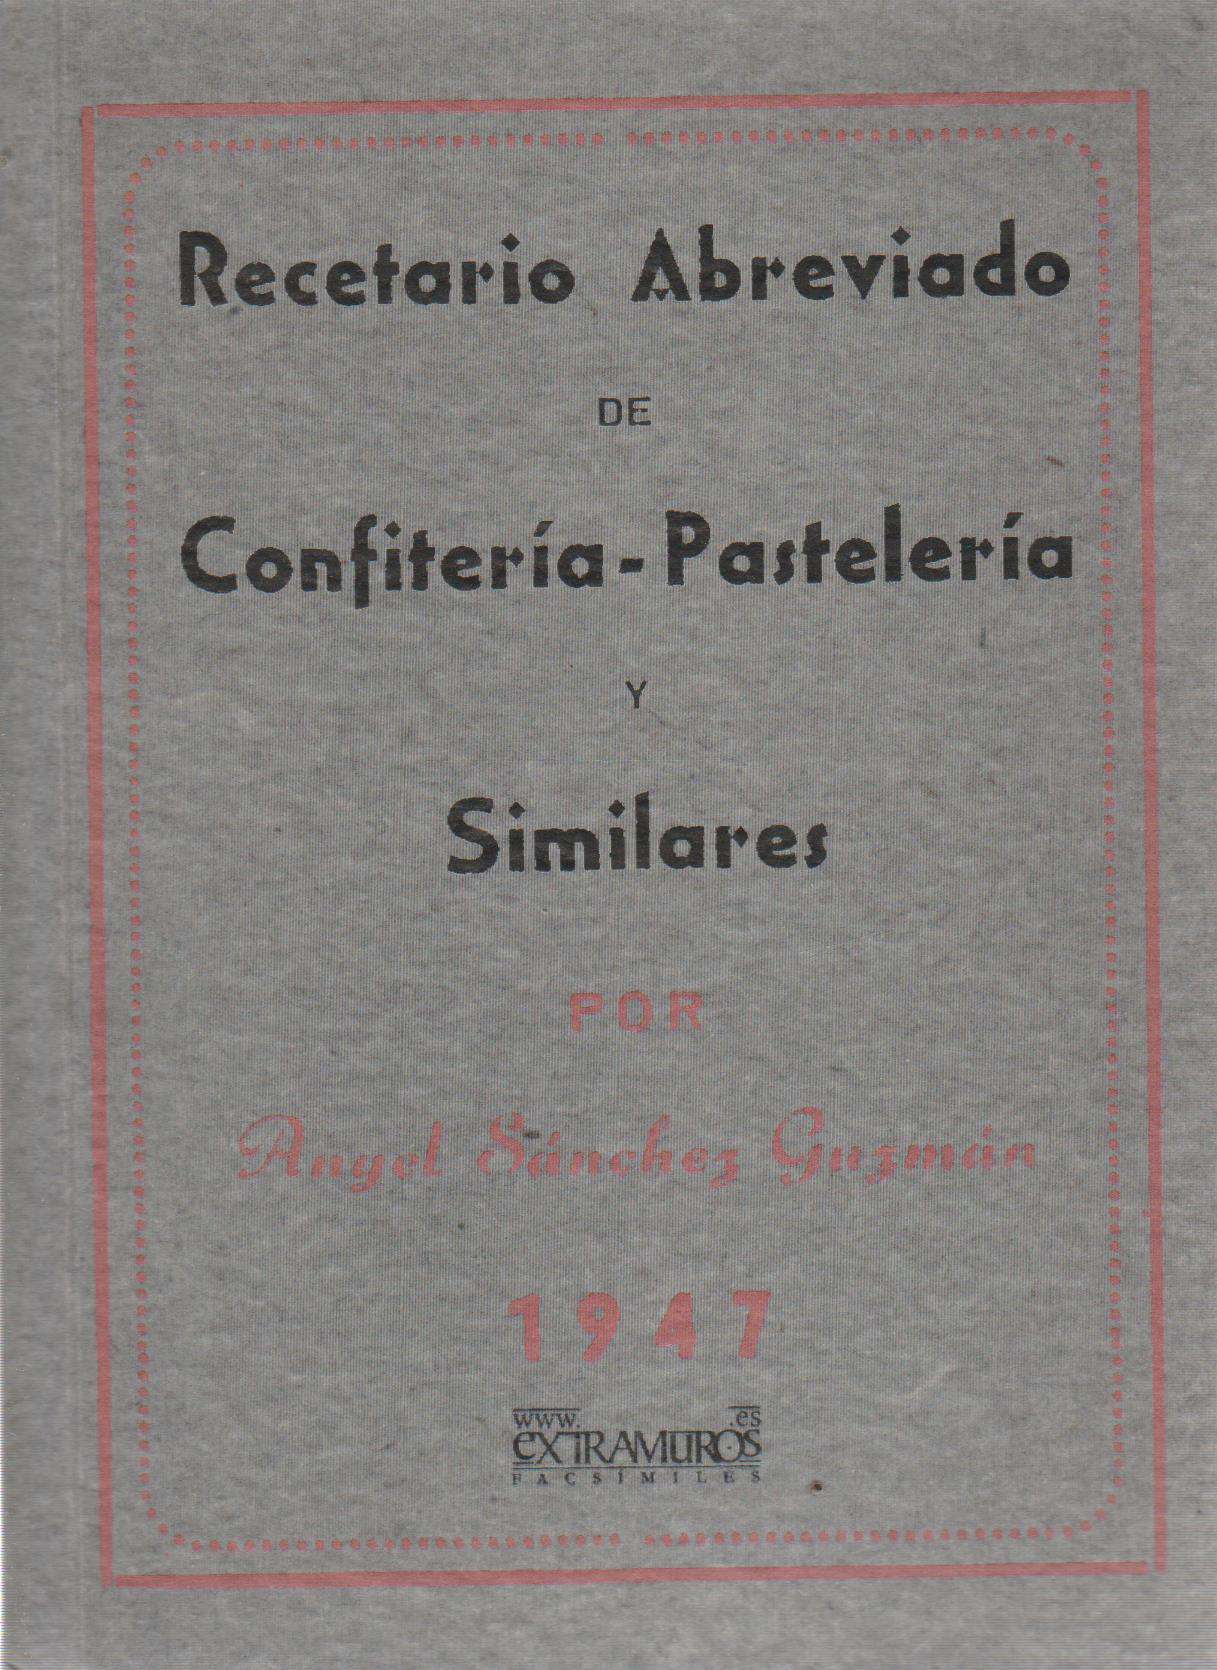 Recetario Abreviado
DE
Confitería-Pastelería
Y
Similares
POR
Angel Sánchez Guzmán
1947
www. .es
EXTRAMUROS
FACSÍMILES